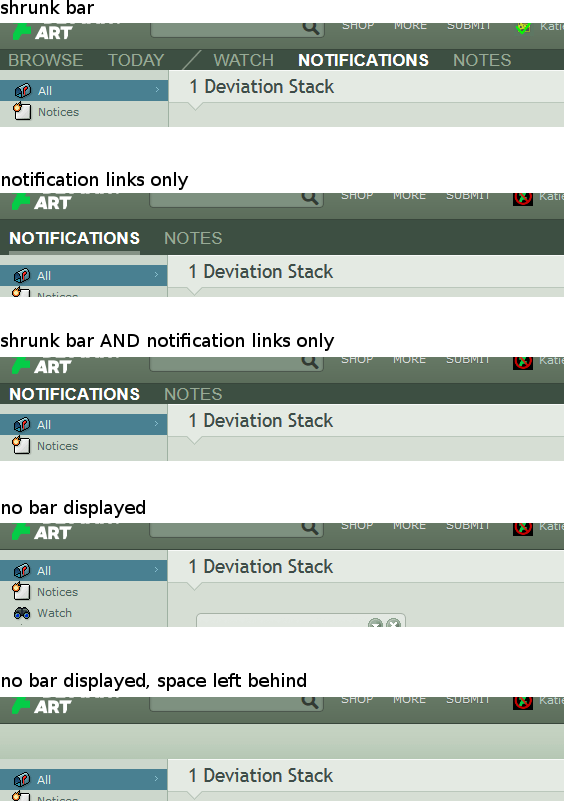 shrunk bar
ART SHOP MORE SUBMIT Katie
BROWSE TODAY WATCH NOTIFICATIONS NOTES
All 1 Deviation Stack
Notices
notification links only
ART SHOP MORE SUBMIT Katie
NOTIFICATIONS NOTES
All 1 Deviation Stack
Notices
shrunk bar AND notification links only
ART SHOP MORE SUBMIT Katie
NOTIFICATIONS NOTES
All 1 Deviation Stack
Notices
no bar displayed
ART SHOP MORE SUBMIT Katie
All 1 Deviation Stack
Notices
Watch
no bar displayed, space left behind
ART SHOP MORE SUBMIT Katie
All 1 Deviation Stack
Notices